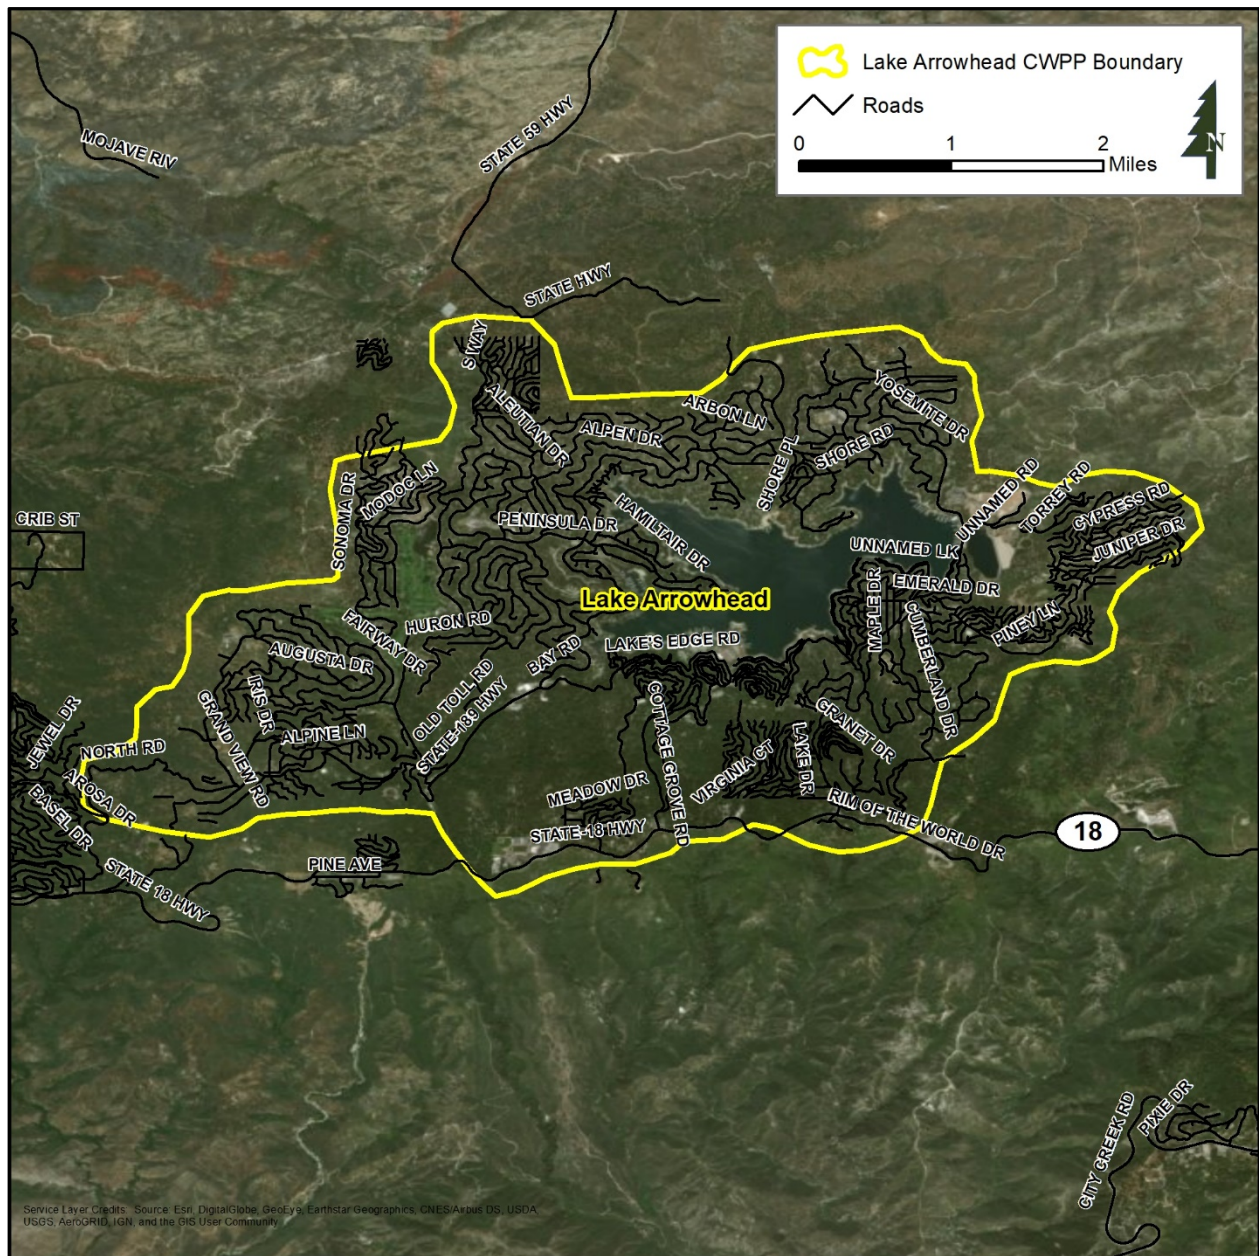 Lake Arrowhead CWPP Boundary
Roads
0 1 2
Miles
N
MOJAVE RIV
STATE 59 HWY
STATE HWY
S WAY
ALEUTIAN DR
ALPEN DR
ARBON LN
YOSEMITE DR
SHORE PL
SHORE RD
SONOMA DR
MODOC LN
PENINSULA DR
HAMILTAIR DR
UNNAMED RD
TORREY RD
CYPRESS RD
JUNIPER DR
CRIB ST
UNNAMED LK
EMERALD DR
Lake Arrowhead
MAPLE DR
CUMBERLAND DR
PINEY LN
FAIRWAY DR
HURON RD
LAKE'S EDGE RD
BAY RD
AUGUSTA DR
IRIS DR
GRAND VIEW RD
ALPINE LN
OLD TOLL RD
STATE-189 HWY
COTTAGE GROVE RD
GRANET DR
JEWEL DR
NORTH RD
AROSA DR
BASEL DR
MEADOW DR
VIRGINIA CT
LAKE DR
RIM OF THE WORLD DR
STATE-18 HWY
18
PINE AVE
STATE 18 HWY
CITY CREEK RD
PIXIE DR
Service Layer Credits: Source: Esri, DigitalGlobe, GeoEye, Earthstar Geographics, CNES/Airbus DS, USDA,
USGS, AeroGRID, IGN, and the GIS User Community